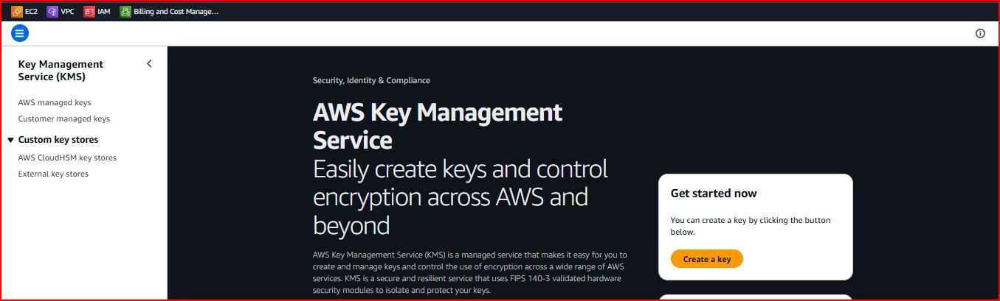 EC2 VPC IAM Billing and Cost Manage...
Key Management
Service (KMS)
AWS managed keys
Customer managed keys
Custom key stores
AWS CloudHSM key stores
External key stores
Security, Identity & Compliance
AWS Key Management
Service
Easily create keys and control
encryption across AWS and
beyond
AWS Key Management Service (KMS) is a managed service that makes it easy for you to
create and manage keys and control the use of encryption across a wide range of AWS
services. KMS is a secure and resilient service that uses FIPS 140-3 validated hardware
security modules to isolate and protect your keys.
Get started now
You can create a key by clicking the button
below.
Create a key